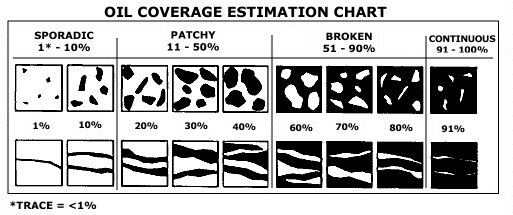 OIL COVERAGE ESTIMATION CHART
SPORADIC
1* - 10%
PATCHY
11 - 50%
BROKEN
51 - 90%
CONTINUOUS
91 - 100%
1% 10% 20% 30% 40% 60% 70% 80% 91%
*TRACE = <1%